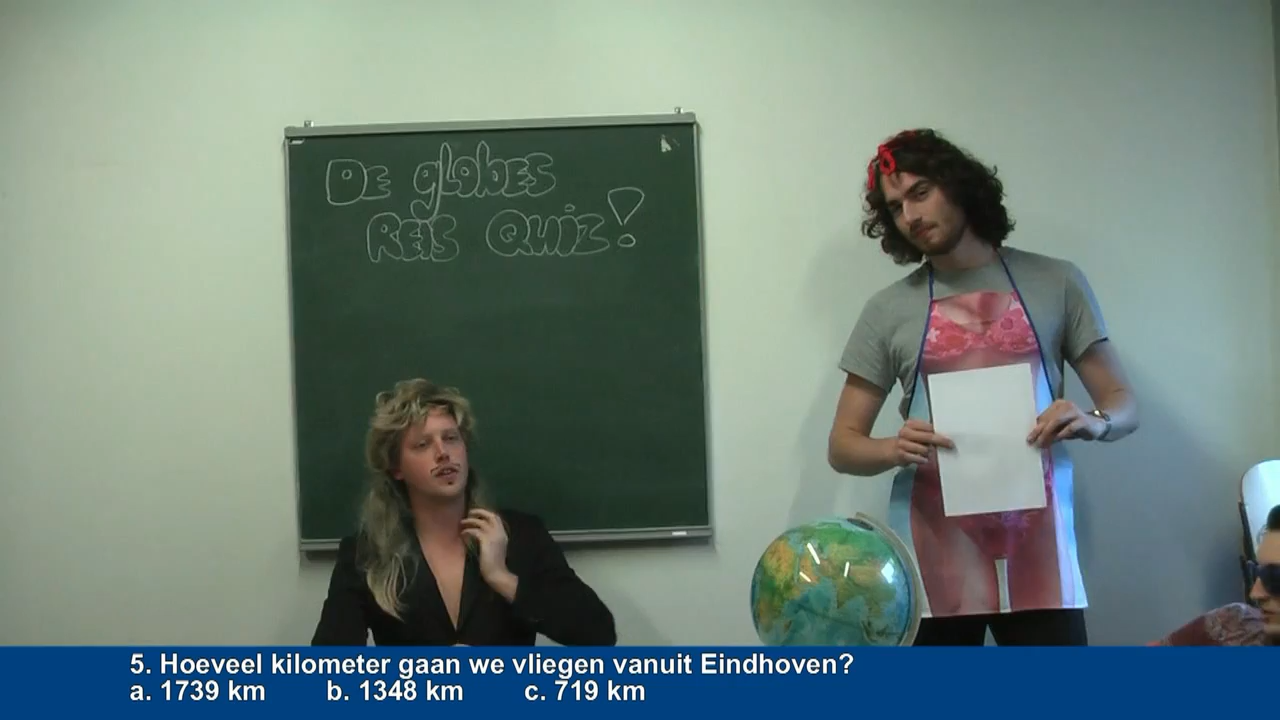 De globes
Reis Quiz!
5. Hoeveel kilometer gaan we vliegen vanuit Eindhoven?
a. 1739 km b. 1348 km c. 719 km